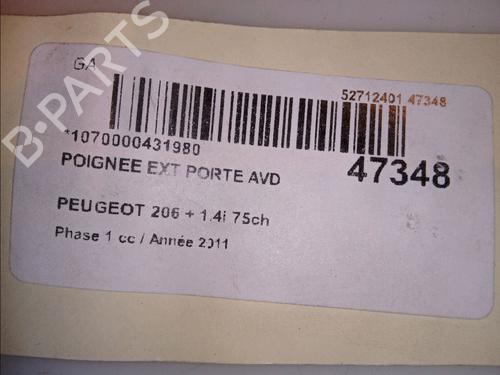 GA
52712401 47348
*1070000431980
47348
POIGNEE EXT PORTE AVD
PEUGEOT 206 + 1.4i 75ch
Phase 1 cc / Année 2011
B-PARTS